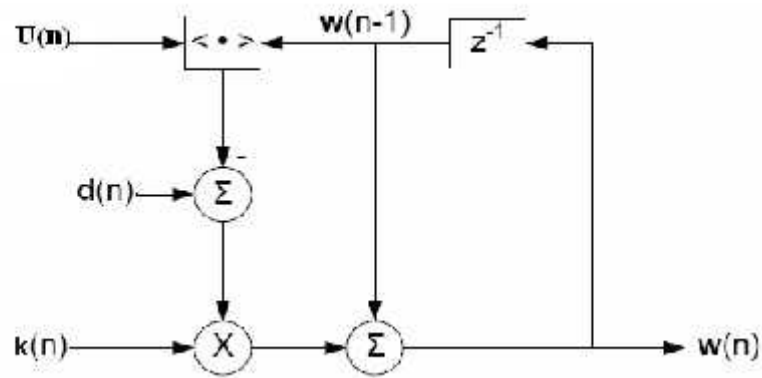 w(n-1)
U(n)
< • >
z⁻¹
-
d(n)
Σ
k(n)
X
Σ
w(n)